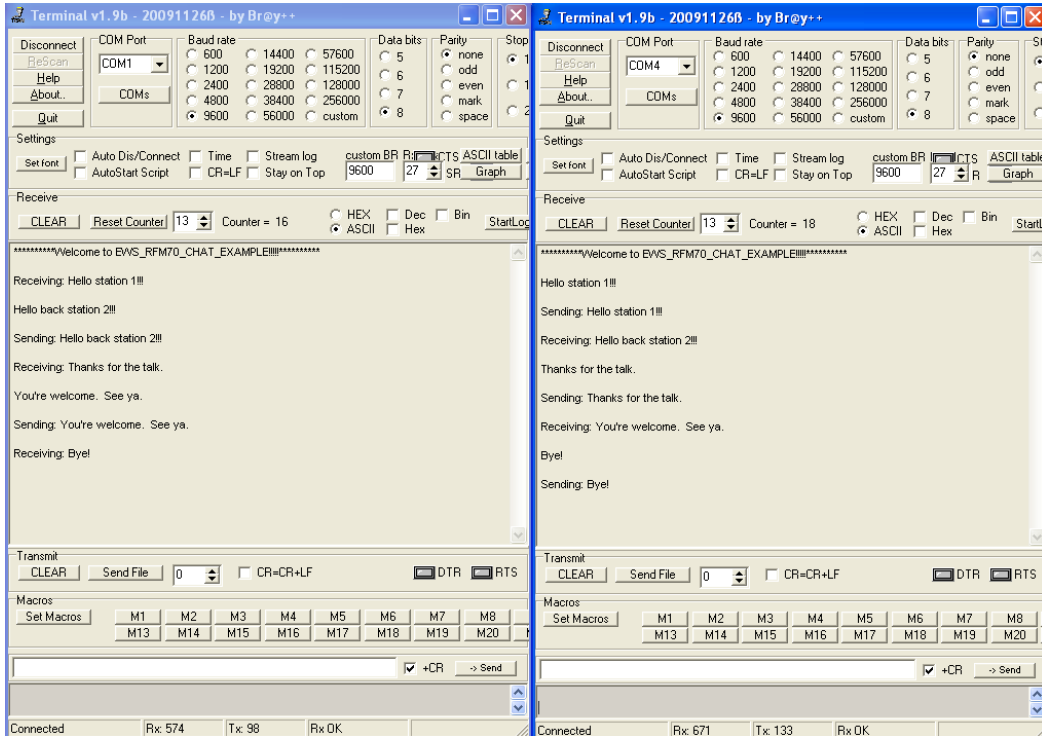 Terminal v1.9b - 20091126ß - by Br@y++
Disconnect
ReScan
Help
About..
Quit
COM Port
COM1
COMs
Baud rate
600 14400 57600
1200 19200 115200
2400 28800 128000
4800 38400 256000
9600 56000 custom
Data bits
5
6
7
8
Parity
none
odd
even
mark
space
Stop
1
1
2
Settings
Set font
Auto Dis/Connect Time Stream log
AutoStart Script CR=LF Stay on Top
custom BR
9600
27
CTS
SR
ASCII table
Graph
Receive
CLEAR Reset Counter 13 Counter = 16
HEX Dec Bin
ASCII Hex
StartLog
**********Welcome to EWS_RFM70_CHAT_EXAMPLE!!!!!**********
Receiving: Hello station 1!!!
Hello back station 2!!!
Sending: Hello back station 2!!!
Receiving: Thanks for the talk.
You're welcome. See ya.
Sending: You're welcome. See ya.
Receiving: Bye!
Transmit
CLEAR Send File 0 CR=CR+LF DTR RTS
Macros
Set Macros
M1 M2 M3 M4 M5 M6 M7 M8
M13 M14 M15 M16 M17 M18 M19 M20
+CR -> Send
Connected Rx: 574 Tx: 98 Rx OK
Terminal v1.9b - 20091126ß - by Br@y++
Disconnect
ReScan
Help
About..
Quit
COM Port
COM4
COMs
Baud rate
600 14400 57600
1200 19200 115200
2400 28800 128000
4800 38400 256000
9600 56000 custom
Data bits
5
6
7
8
Parity
none
odd
even
mark
space
Settings
Set font
Auto Dis/Connect Time Stream log
AutoStart Script CR=LF Stay on Top
custom BR
9600
27
CTS
R
ASCII table
Graph
Receive
CLEAR Reset Counter 13 Counter = 18
HEX Dec Bin
ASCII Hex
StartL
**********Welcome to EWS_RFM70_CHAT_EXAMPLE!!!!!**********
Hello station 1!!!
Sending: Hello station 1!!!
Receiving: Hello back station 2!!!
Thanks for the talk.
Sending: Thanks for the talk.
Receiving: You're welcome. See ya.
Bye!
Sending: Bye!
Transmit
CLEAR Send File 0 CR=CR+LF DTR RTS
Macros
Set Macros
M1 M2 M3 M4 M5 M6 M7 M8
M13 M14 M15 M16 M17 M18 M19 M20
+CR -> Send
Connected Rx: 671 Tx: 133 Rx OK